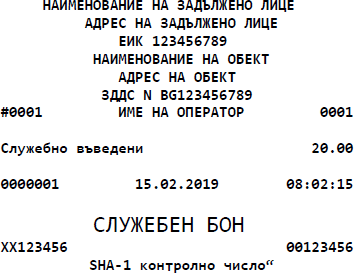 НАИМЕНОВАНИЕ НА ЗАДЪЛЖЕНО ЛИЦЕ
АДРЕС НА ЗАДЪЛЖЕНО ЛИЦЕ
ЕИК 123456789
НАИМЕНОВАНИЕ НА ОБЕКТ
АДРЕС НА ОБЕКТ
ЗДДС N BG123456789
#0001 ИМЕ НА ОПЕРАТОР 0001
Служебно въведени 20.00
0000001 15.02.2019 08:02:15
СЛУЖЕБЕН БОН
XX123456 00123456
SHA-1 контролно число“